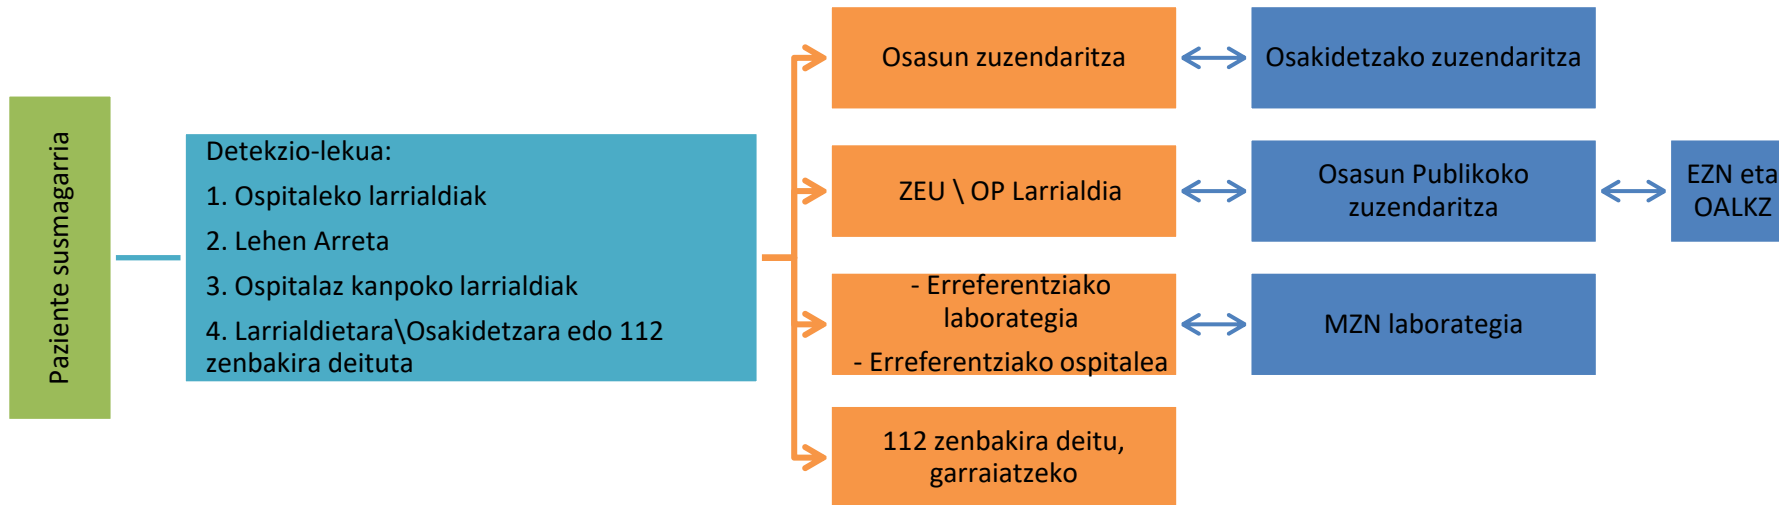 Paziente susmagarria
Detekzio-lekua:
1. Ospitaleko larrialdiak
2. Lehen Arreta
3. Ospitalaz kanpoko larrialdiak
4. Larrialdietara\Osakidetzara edo 112
zenbakira deituta
Osasun zuzendaritza
Osakidetzako zuzendaritza
ZEU \ OP Larrialdia
Osasun Publikoko
zuzendaritza
EZN eta
OALKZ
- Erreferentziako
laborategia
- Erreferentziako ospitalea
MZN laborategia
112 zenbakira deitu,
garraiatzeko